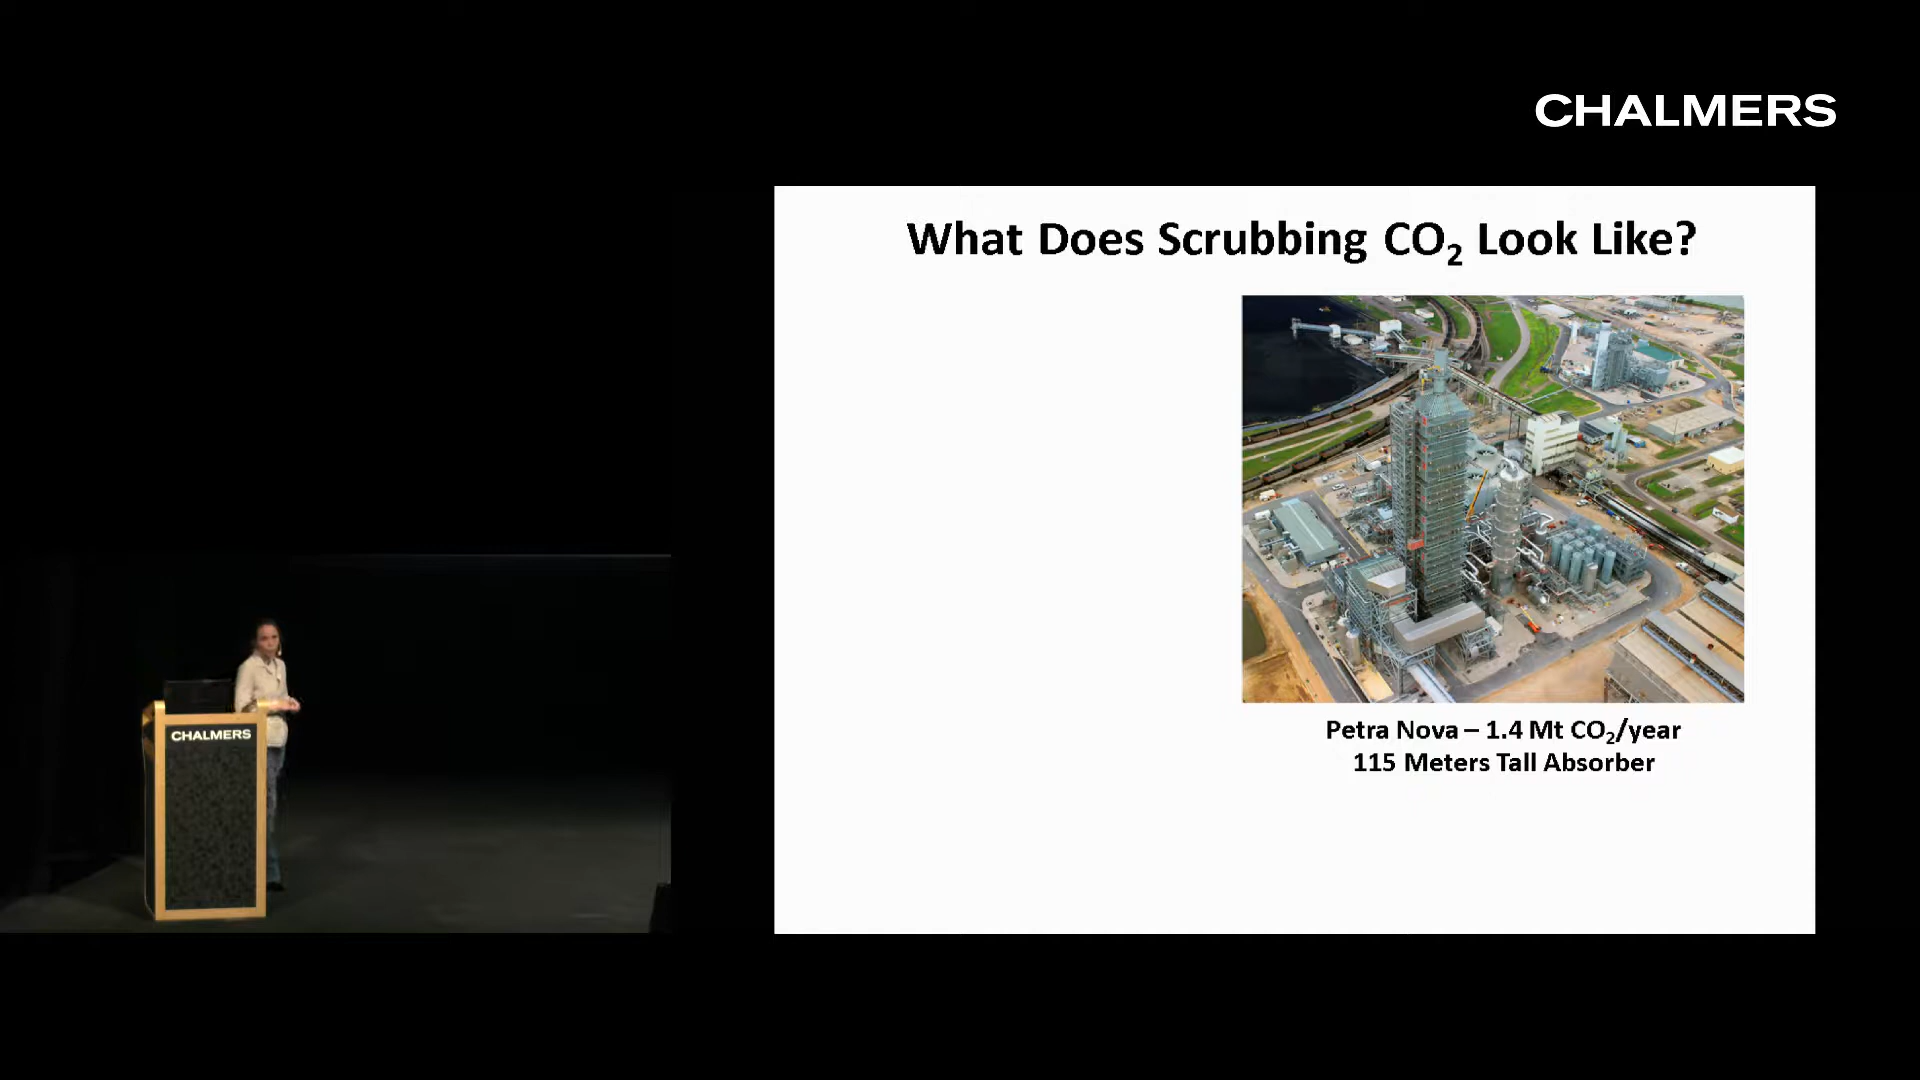 CHALMERS
What Does Scrubbing CO₂ Look Like?
Petra Nova – 1.4 Mt CO₂/year
115 Meters Tall Absorber
CHALMERS